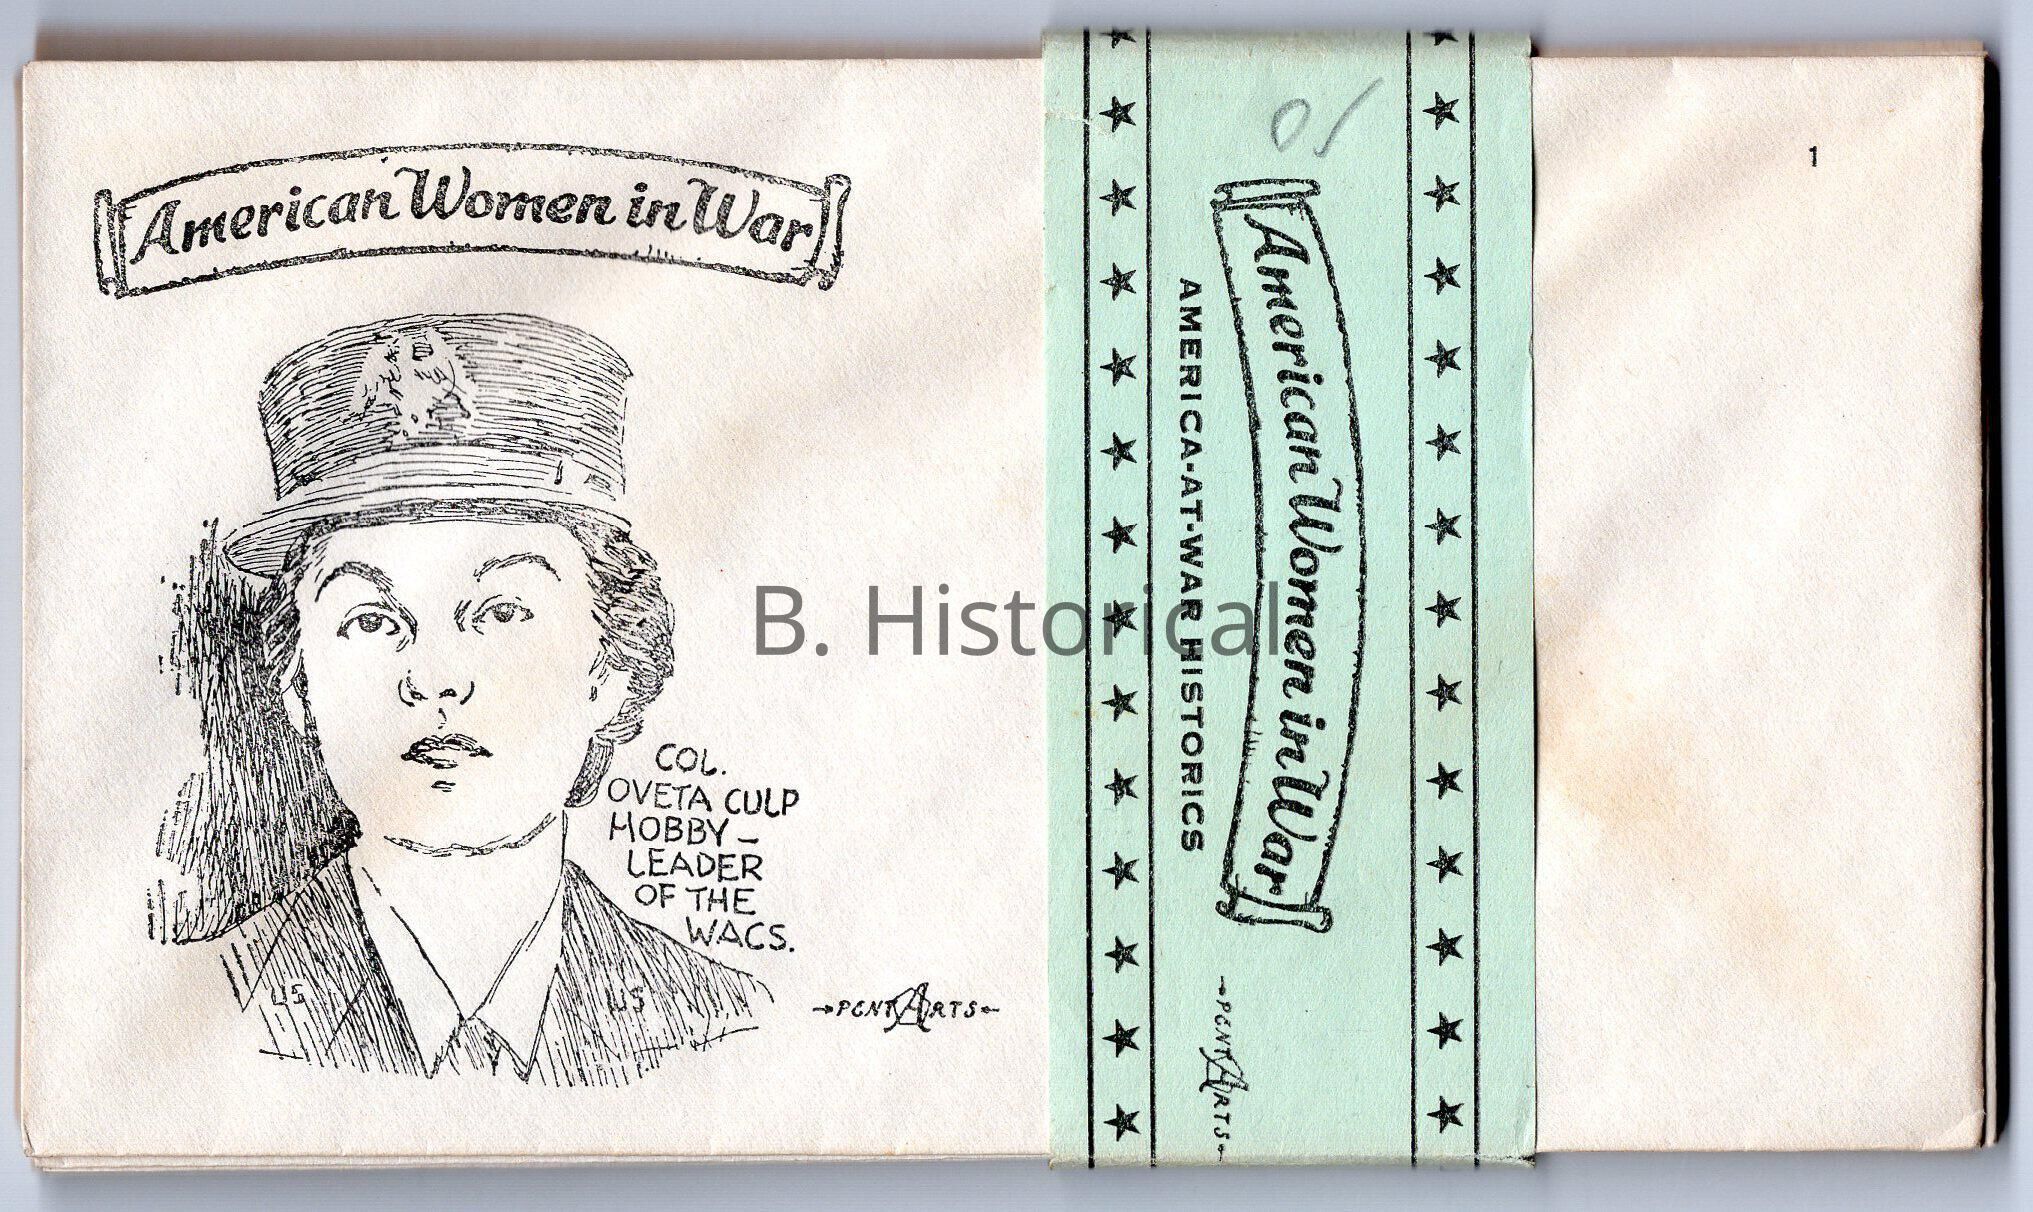 American Women in War
COL.
OVETA CULP
HOBBY –
LEADER
OF THE
WACS.
US
US
PENT ARTS
10
American Women in War
AMERICA-AT-WAR HISTORICS
PENT ARTS
1
B. Historical